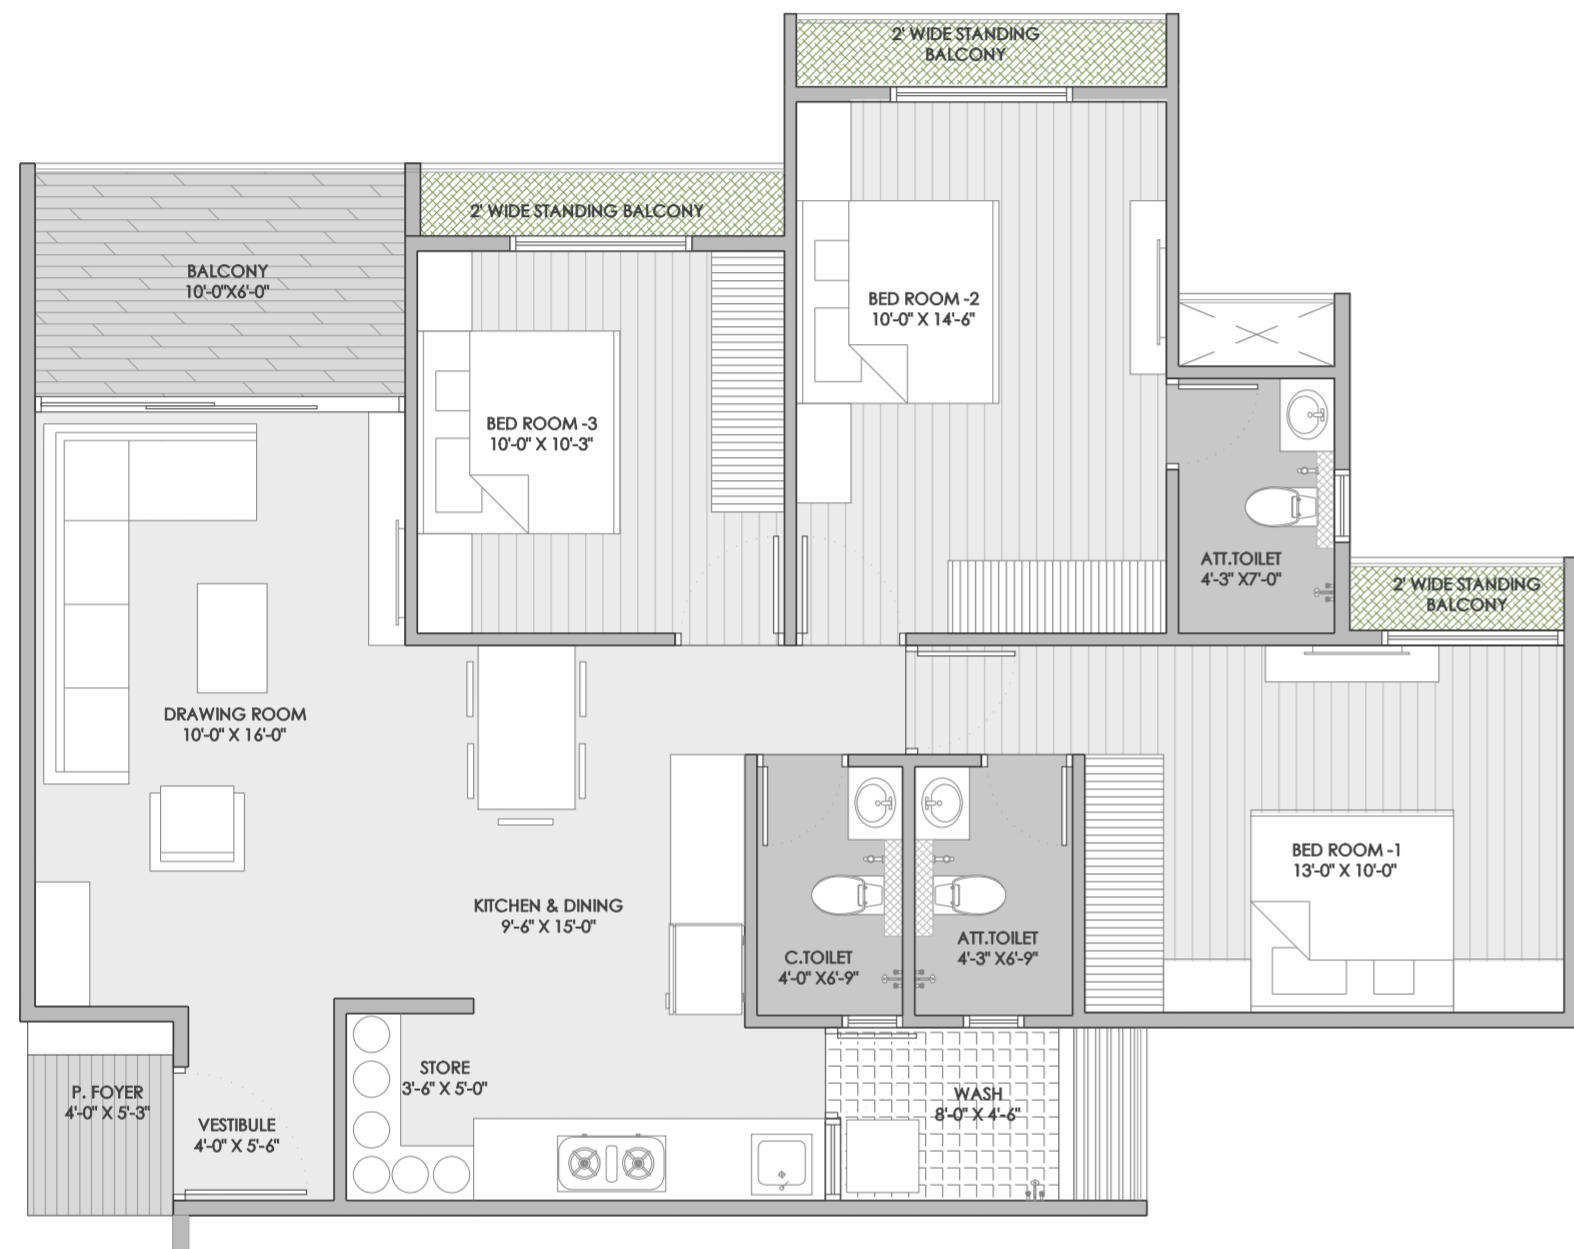 2' WIDE STANDING
BALCONY
2' WIDE STANDING BALCONY
BALCONY
10'-0"X6'-0"
BED ROOM -2
10'-0" X 14'-6"
BED ROOM -3
10'-0" X 10'-3"
ATT.TOILET
4'-3" X7'-0"
2' WIDE STANDING
BALCONY
DRAWING ROOM
10'-0" X 16'-0"
BED ROOM -1
13'-0" X 10'-0"
KITCHEN & DINING
9'-6" X 15'-0"
C.TOILET
4'-0" X6'-9"
ATT.TOILET
4'-3" X6'-9"
STORE
3'-6" X 5'-0"
P. FOYER
4'-0" X 5'-3"
VESTIBULE
4'-0" X 5'-6"
WASH
8'-0" X 4'-6"